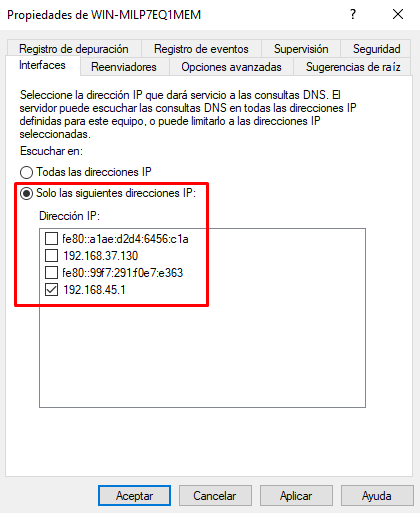 Propiedades de WIN-MILP7EQ1MEM
Registro de depuración Registro de eventos Supervisión Seguridad
Interfaces Reenviadores Opciones avanzadas Sugerencias de raíz
Seleccione la dirección IP que dará servicio a las consultas DNS. El
servidor puede escuchar las consultas DNS en todas las direcciones IP
definidas para este equipo, o puede limitarlo a las direcciones IP
seleccionadas.
Escuchar en:
Todas las direcciones IP
Solo las siguientes direcciones IP:
Dirección IP:
fe80::a1ae:d2d4:6456:c1a
192.168.37.130
fe80::99f7:291:f0e7:e363
192.168.45.1
Aceptar Cancelar Aplicar Ayuda